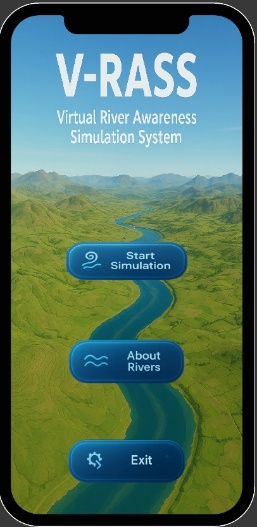 V-RASS
Virtual River Awareness
Simulation System
Start
Simulation
About
Rivers
Exit